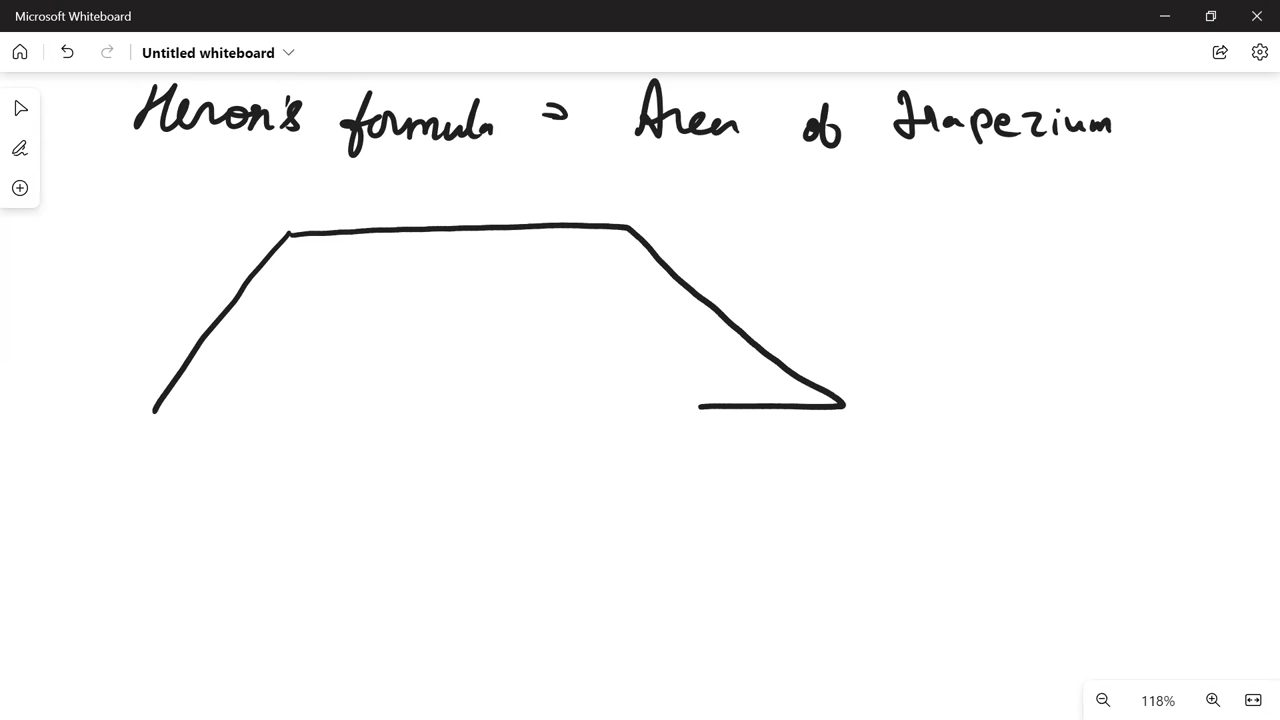 Microsoft Whiteboard
Untitled whiteboard
Heron's formula = Area of Trapezium
118%